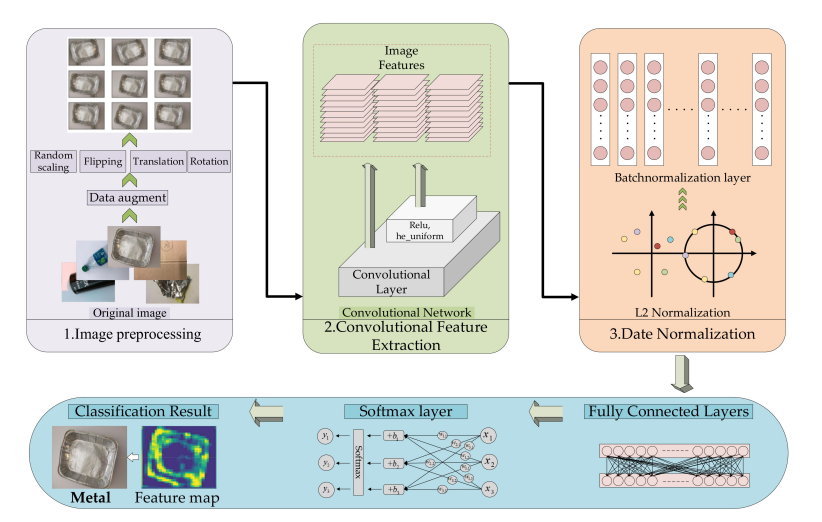 Random
scaling
Flipping
Translation
Rotation
Data augment
Original image
1.Image preprocessing
Image
Features
Relu,
he_uniform
Convolutional
Layer
Convolutional Network
2.Convolutional Feature
Extraction
Batchnormalization layer
L2 Normalization
3.Date Normalization
Classification Result
Softmax layer
Fully Connected Layers
Softmax
Metal
Feature map